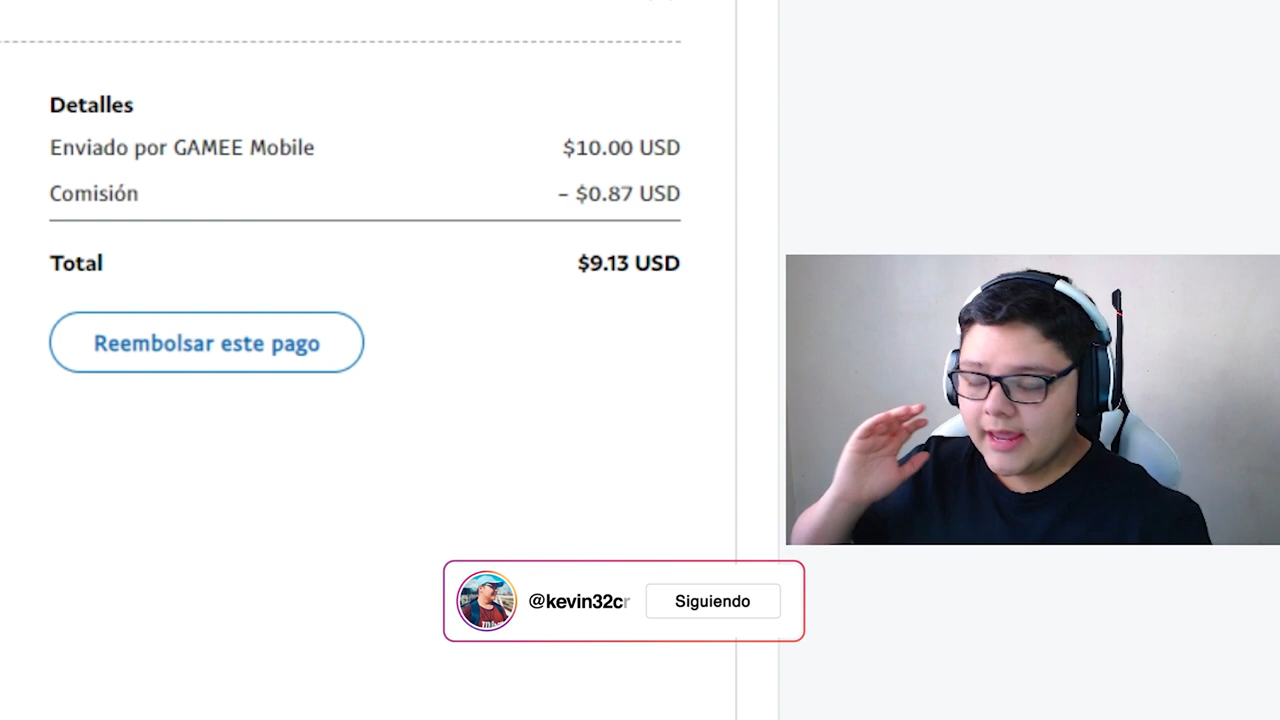 Detalles
Enviado por GAMEE Mobile $10.00 USD
Comisión – $0.87 USD
Total $9.13 USD
Reembolsar este pago
@kevin32cr Siguiendo